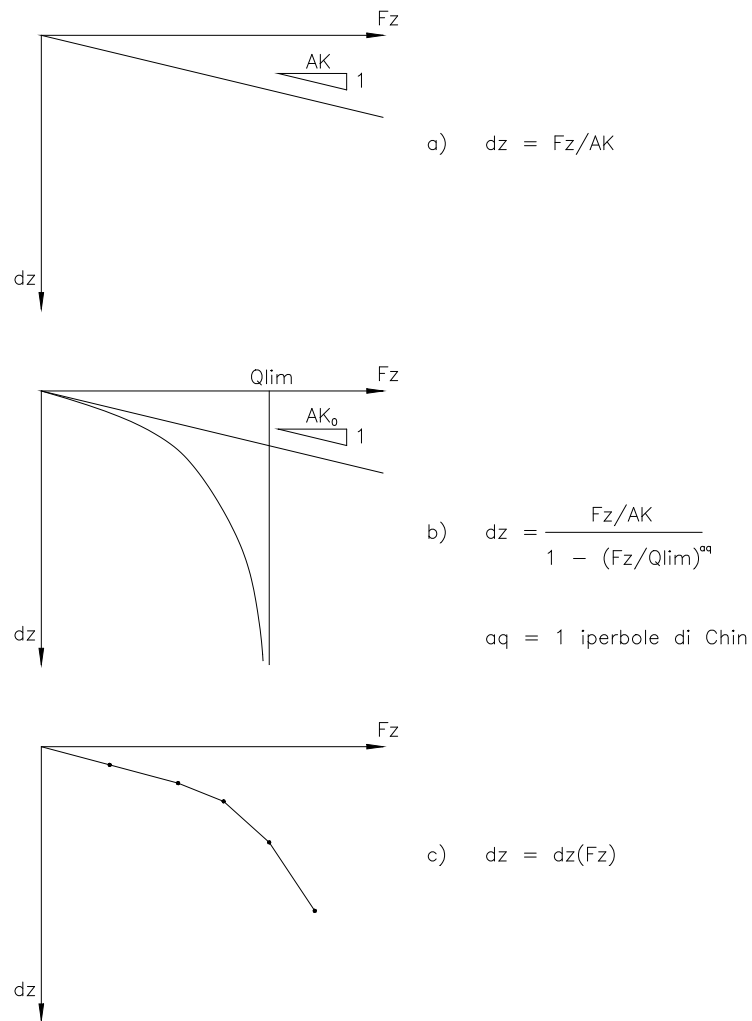 Fz
AK
1
a) dz = Fz/AK
dz
Qlim
Fz
AK₀
1
b) dz = Fz/AK
1 - (Fz/Qlim)^aq
dz
aq = 1 iperbole di Chin
Fz
c) dz = dz(Fz)
dz